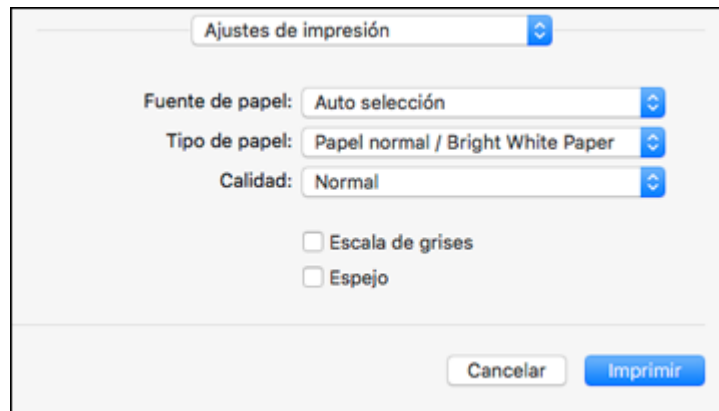 Ajustes de impresión
Fuente de papel: Auto selección
Tipo de papel: Papel normal / Bright White Paper
Calidad: Normal
Escala de grises
Espejo
Cancelar Imprimir